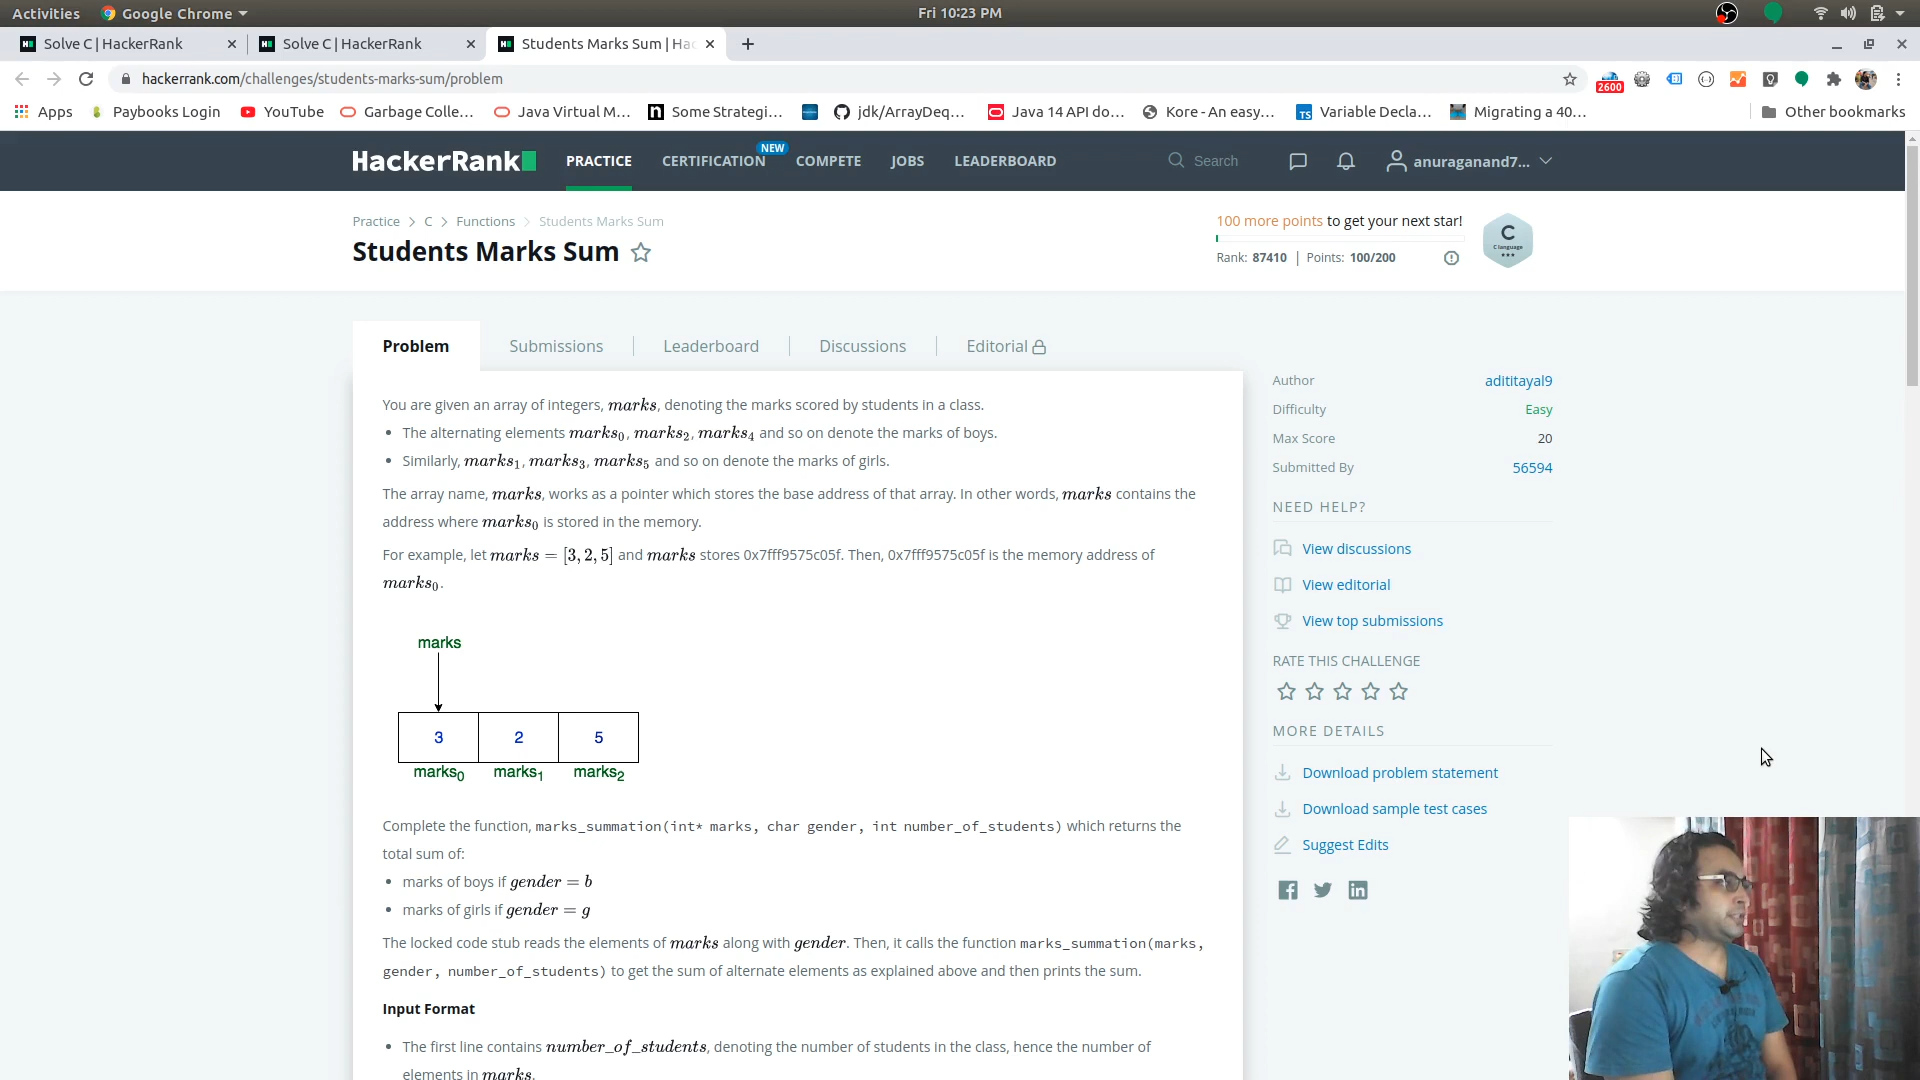 Activities Google Chrome Fri 10:23 PM
Solve C | HackerRank Solve C | HackerRank Students Marks Sum | Ha
hackerrank.com/challenges/students-marks-sum/problem 2600
Apps Paybooks Login YouTube Garbage Colle... Java Virtual M... Some Strategi... jdk/ArrayDeq... Java 14 API do... Kore - An easy... TS Variable Decla... Migrating a 40... Other bookmarks
HackerRank PRACTICE CERTIFICATION NEW COMPETE JOBS LEADERBOARD Search anuraganand7...
Practice > C > Functions > Students Marks Sum
Students Marks Sum
100 more points to get your next star!
Rank: 87410 | Points: 100/200
C
C language
Problem Submissions Leaderboard Discussions Editorial
You are given an array of integers, marks, denoting the marks scored by students in a class.
• The alternating elements marks0, marks2, marks4 and so on denote the marks of boys.
• Similarly, marks1, marks3, marks5 and so on denote the marks of girls.
The array name, marks, works as a pointer which stores the base address of that array. In other words, marks contains the
address where marks0 is stored in the memory.
For example, let marks = [3, 2, 5] and marks stores 0x7fff9575c05f. Then, 0x7fff9575c05f is the memory address of
marks0.
marks
3 2 5
marks0 marks1 marks2
Complete the function, marks_summation(int* marks, char gender, int number_of_students) which returns the
total sum of:
• marks of boys if gender = b
• marks of girls if gender = g
The locked code stub reads the elements of marks along with gender. Then, it calls the function marks_summation(marks,
gender, number_of_students) to get the sum of alternate elements as explained above and then prints the sum.
Input Format
• The first line contains number_of_students, denoting the number of students in the class, hence the number of
elements in marks.
Author adititayal9
Difficulty Easy
Max Score 20
Submitted By 56594
NEED HELP?
View discussions
View editorial
View top submissions
RATE THIS CHALLENGE
MORE DETAILS
Download problem statement
Download sample test cases
Suggest Edits